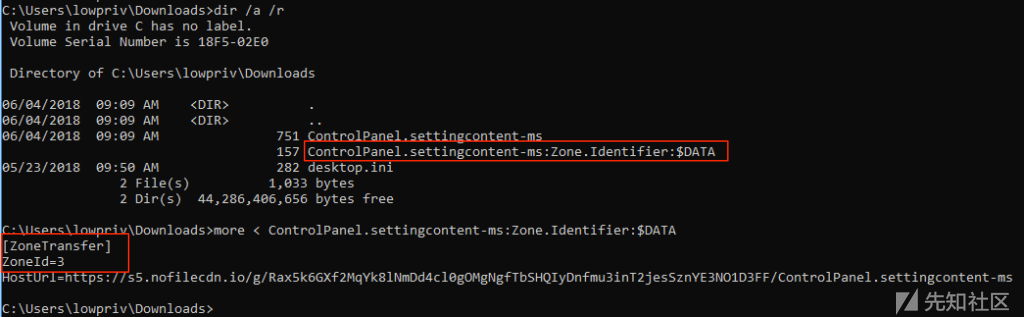 C:\Users\lowpriv\Downloads>dir /a /r
Volume in drive C has no label.
Volume Serial Number is 18F5-02E0
Directory of C:\Users\lowpriv\Downloads
06/04/2018  09:09 AM    <DIR>          .
06/04/2018  09:09 AM    <DIR>          ..
06/04/2018  09:09 AM               751 ControlPanel.settingcontent-ms
157 ControlPanel.settingcontent-ms:Zone.Identifier:$DATA
05/23/2018  09:50 AM               282 desktop.ini
2 File(s)          1,033 bytes
2 Dir(s)  44,286,406,656 bytes free
C:\Users\lowpriv\Downloads>more < ControlPanel.settingcontent-ms:Zone.Identifier:$DATA
[ZoneTransfer]
ZoneId=3
HostUrl=https://s5.nofilecdn.io/g/Rax5k6GXf2MqYk8lNmDd4cl0gOMgNgfTbSHQIyDnfmu3inT2jesSznYE3NO1D3FF/ControlPanel.settingcontent-ms
C:\Users\lowpriv\Downloads>
先知社区